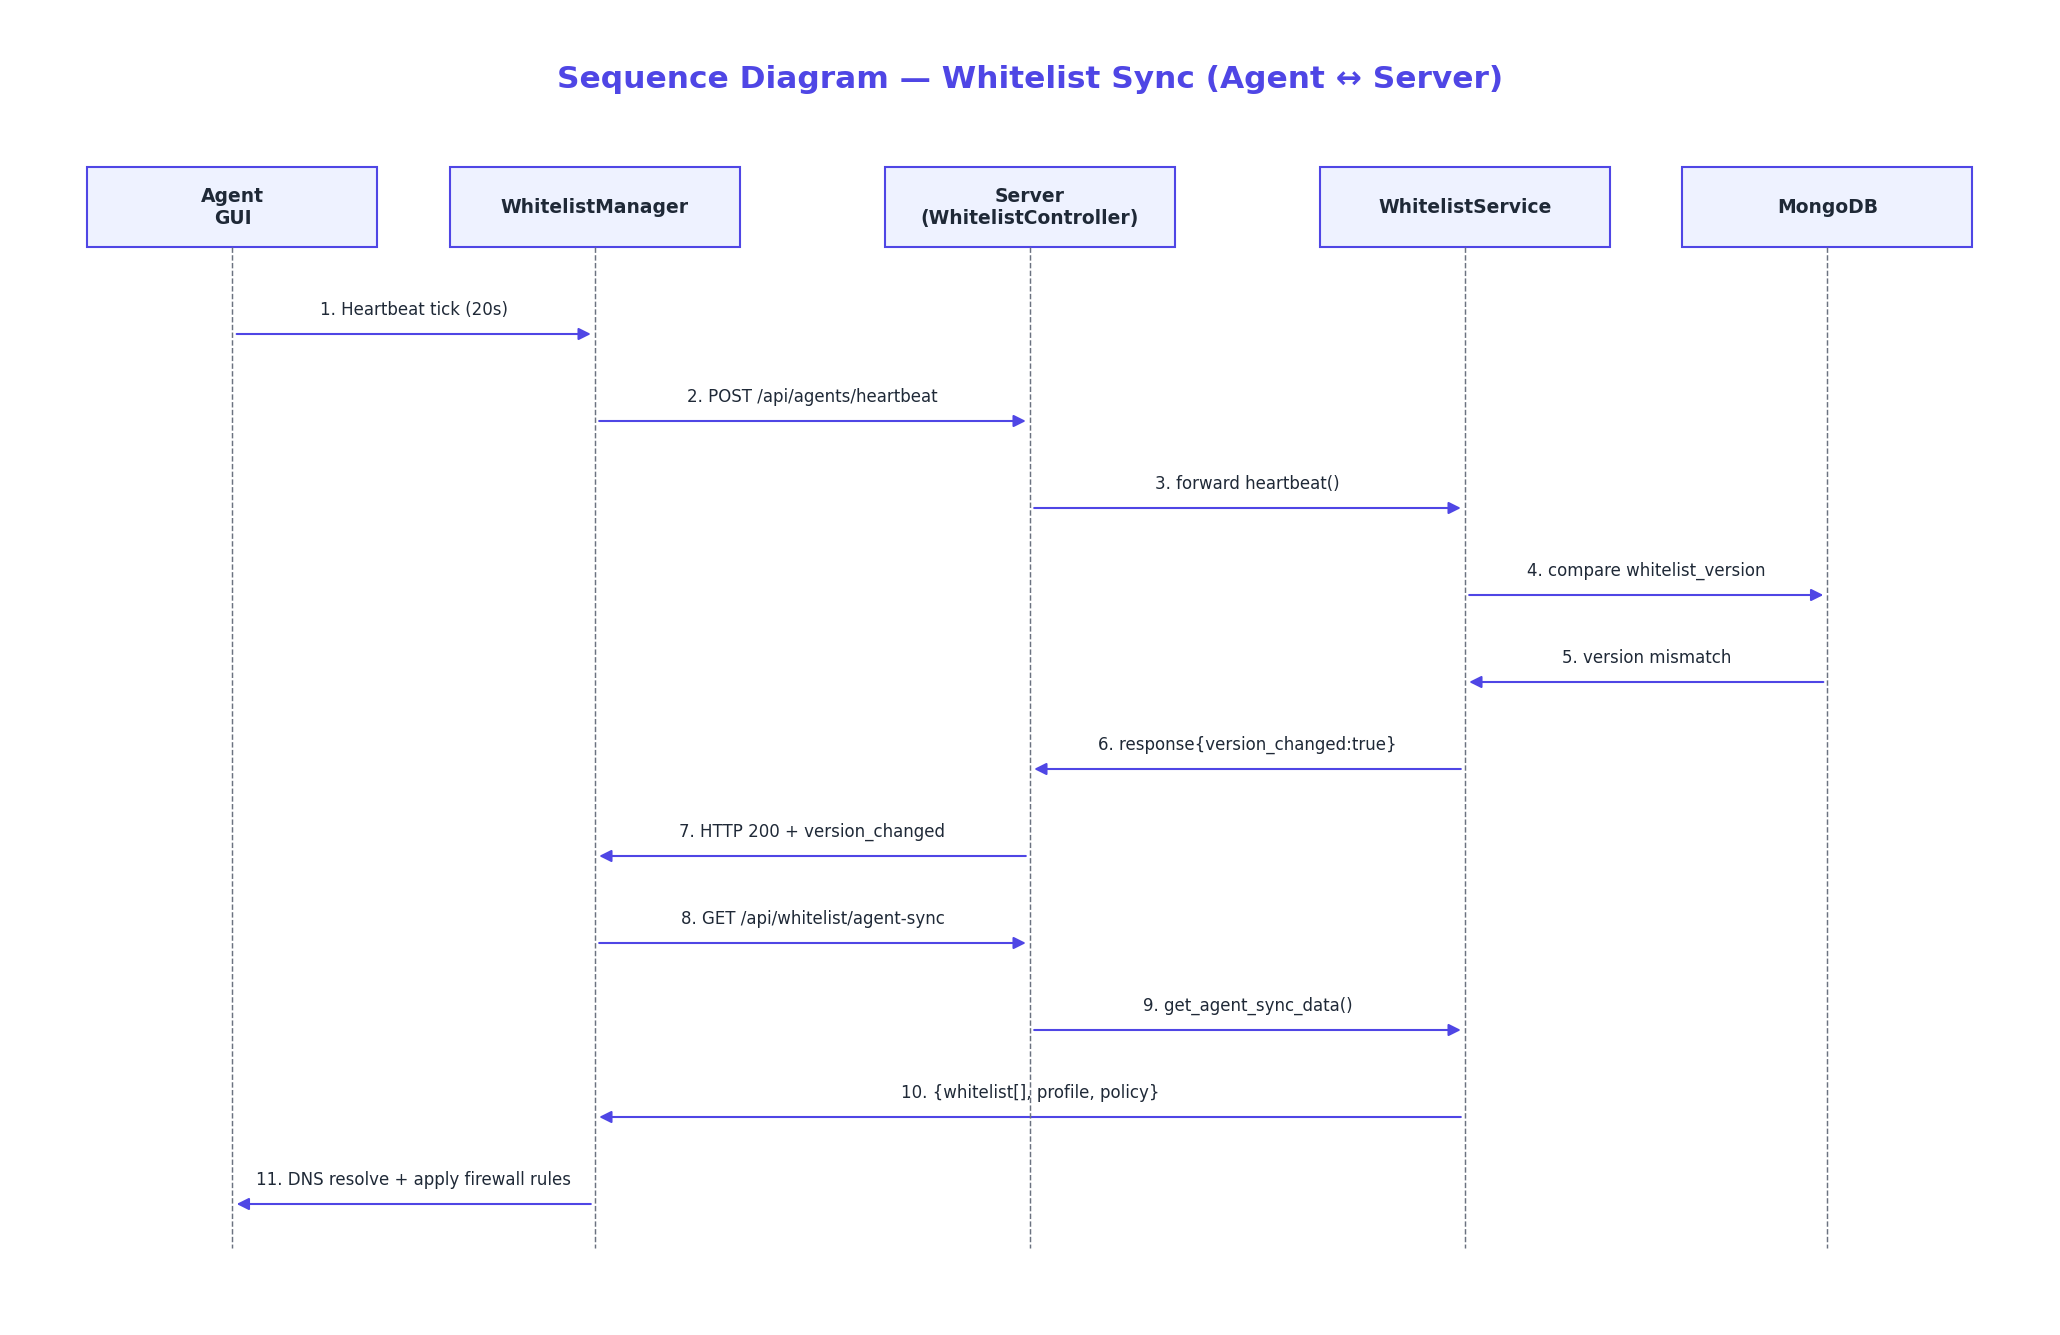 Sequence Diagram — Whitelist Sync (Agent ↔ Server)
Agent
GUI
WhitelistManager
Server
(WhitelistController)
WhitelistService
MongoDB
1. Heartbeat tick (20s)
2. POST /api/agents/heartbeat
3. forward heartbeat()
4. compare whitelist_version
5. version mismatch
6. response{version_changed:true}
7. HTTP 200 + version_changed
8. GET /api/whitelist/agent-sync
9. get_agent_sync_data()
10. {whitelist[], profile, policy}
11. DNS resolve + apply firewall rules